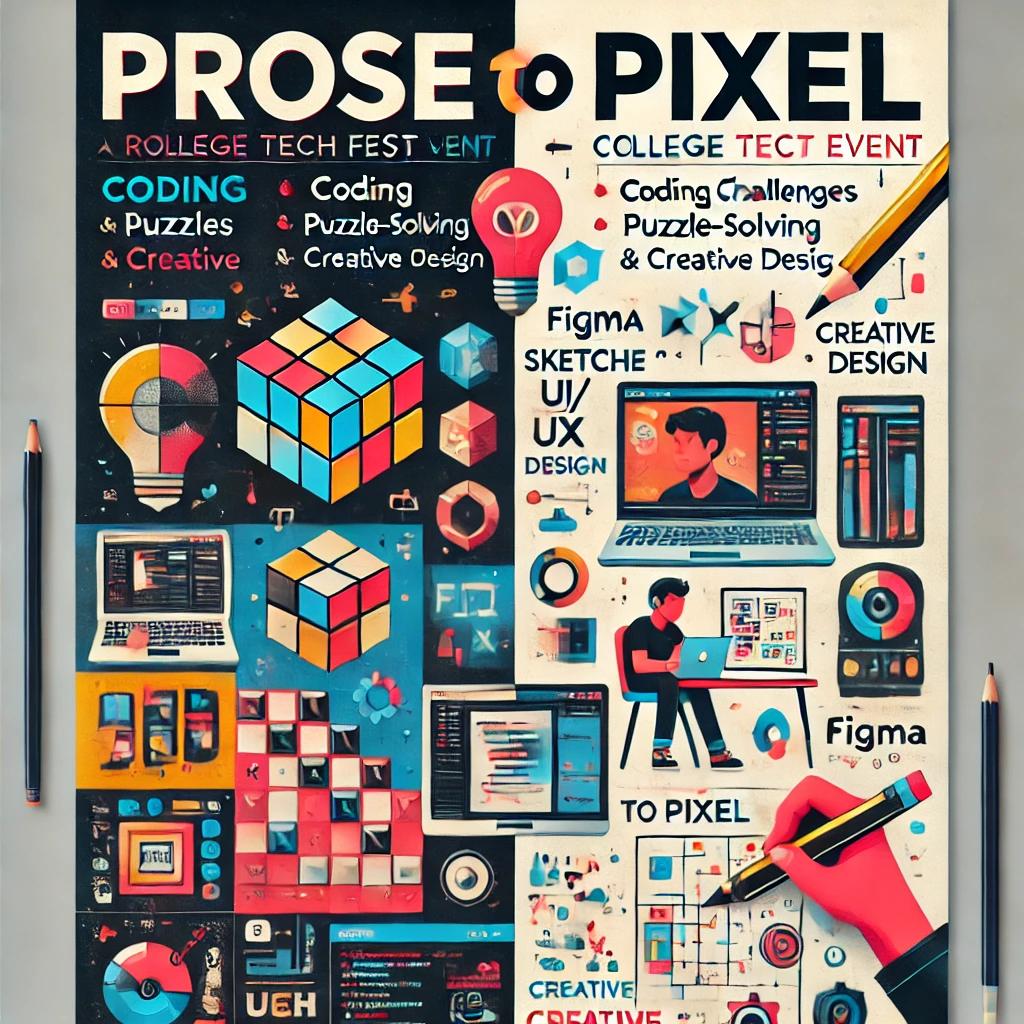 PROSE to PIXEL
A ROLLEGE TECH FEST VENT
COLLEGE TECT EVENT
CODING
& Puzzles
& Creative
Coding
Puzzle-Solving
& Creative Design
Coding Challenges
Puzzle-Solving
& Creative Desig
Figma
SKETCHE
UI/
UX
DESIGN
CREATIVE
DESIGN
Figma
TO PIXEL
UEH
CREATIVE
CREATIVE